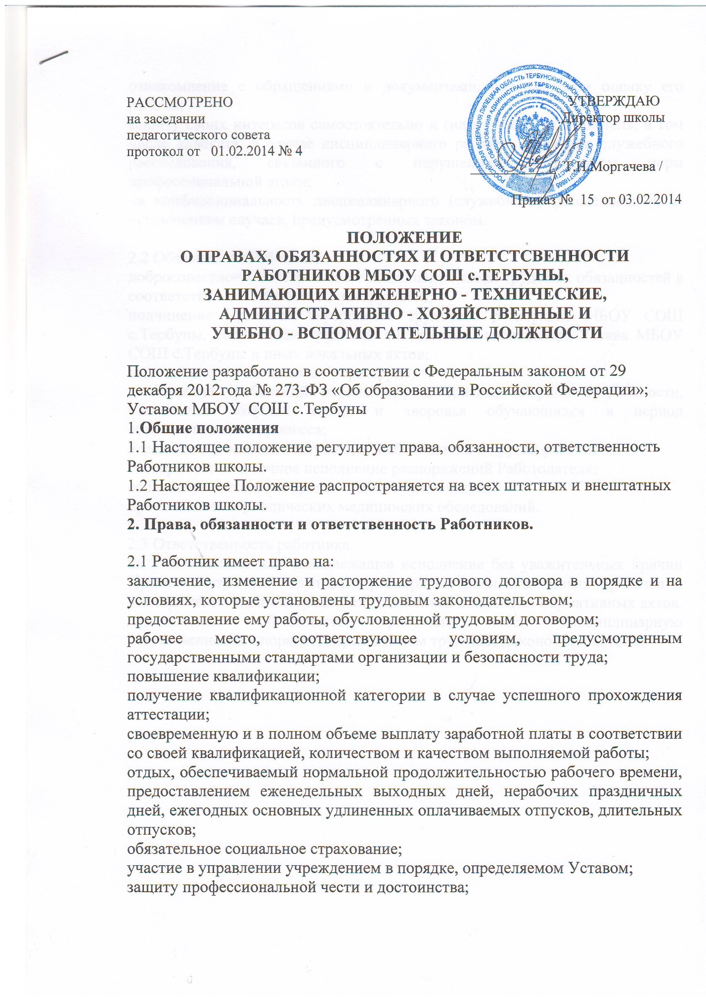 РАССМОТРЕНО
на заседании
педагогического совета
протокол от 01.02.2014 № 4
УТВЕРЖДАЮ
Директор школы
/ Т.Н.Моргачева /
Приказ № 15 от 03.02.2014
ПОЛОЖЕНИЕ
О ПРАВАХ, ОБЯЗАННОСТЯХ И ОТВЕТСТСВЕННОСТИ
РАБОТНИКОВ МБОУ СОШ с.ТЕРБУНЫ,
ЗАНИМАЮЩИХ ИНЖЕНЕРНО - ТЕХНИЧЕСКИЕ,
АДМИНИСТРАТИВНО - ХОЗЯЙСТВЕННЫЕ И
УЧЕБНО - ВСПОМОГАТЕЛЬНЫЕ ДОЛЖНОСТИ
Положение разработано в соответствии с Федеральным законом от 29
декабря 2012года № 273-ФЗ «Об образовании в Российской Федерации»;
Уставом МБОУ СОШ с.Тербуны
1.Общие положения
1.1 Настоящее положение регулирует права, обязанности, ответственность
Работников школы.
1.2 Настоящее Положение распространяется на всех штатных и внештатных
Работников школы.
2. Права, обязанности и ответственность Работников.
2.1 Работник имеет право на:
заключение, изменение и расторжение трудового договора в порядке и на
условиях, которые установлены трудовым законодательством;
предоставление ему работы, обусловленной трудовым договором;
рабочее место, соответствующее условиям, предусмотренным
государственными стандартами организации и безопасности труда;
повышение квалификации;
получение квалификационной категории в случае успешного прохождения
аттестации;
своевременную и в полном объеме выплату заработной платы в соответствии
со своей квалификацией, количеством и качеством выполняемой работы;
отдых, обеспечиваемый нормальной продолжительностью рабочего времени,
предоставлением еженедельных выходных дней, нерабочих праздничных
дней, ежегодных основных удлиненных оплачиваемых отпусков, длительных
отпусков;
обязательное социальное страхование;
участие в управлении учреждением в порядке, определяемом Уставом;
защиту профессиональной чести и достоинства;